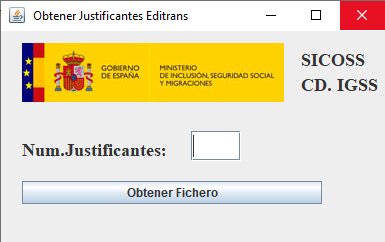 Obtener Justificantes Editrans
GOBIERNO
DE ESPAÑA
MINISTERIO
DE INCLUSIÓN, SEGURIDAD SOCIAL
Y MIGRACIONES
SICOSS
CD. IGSS
Num.Justificantes:
Obtener Fichero